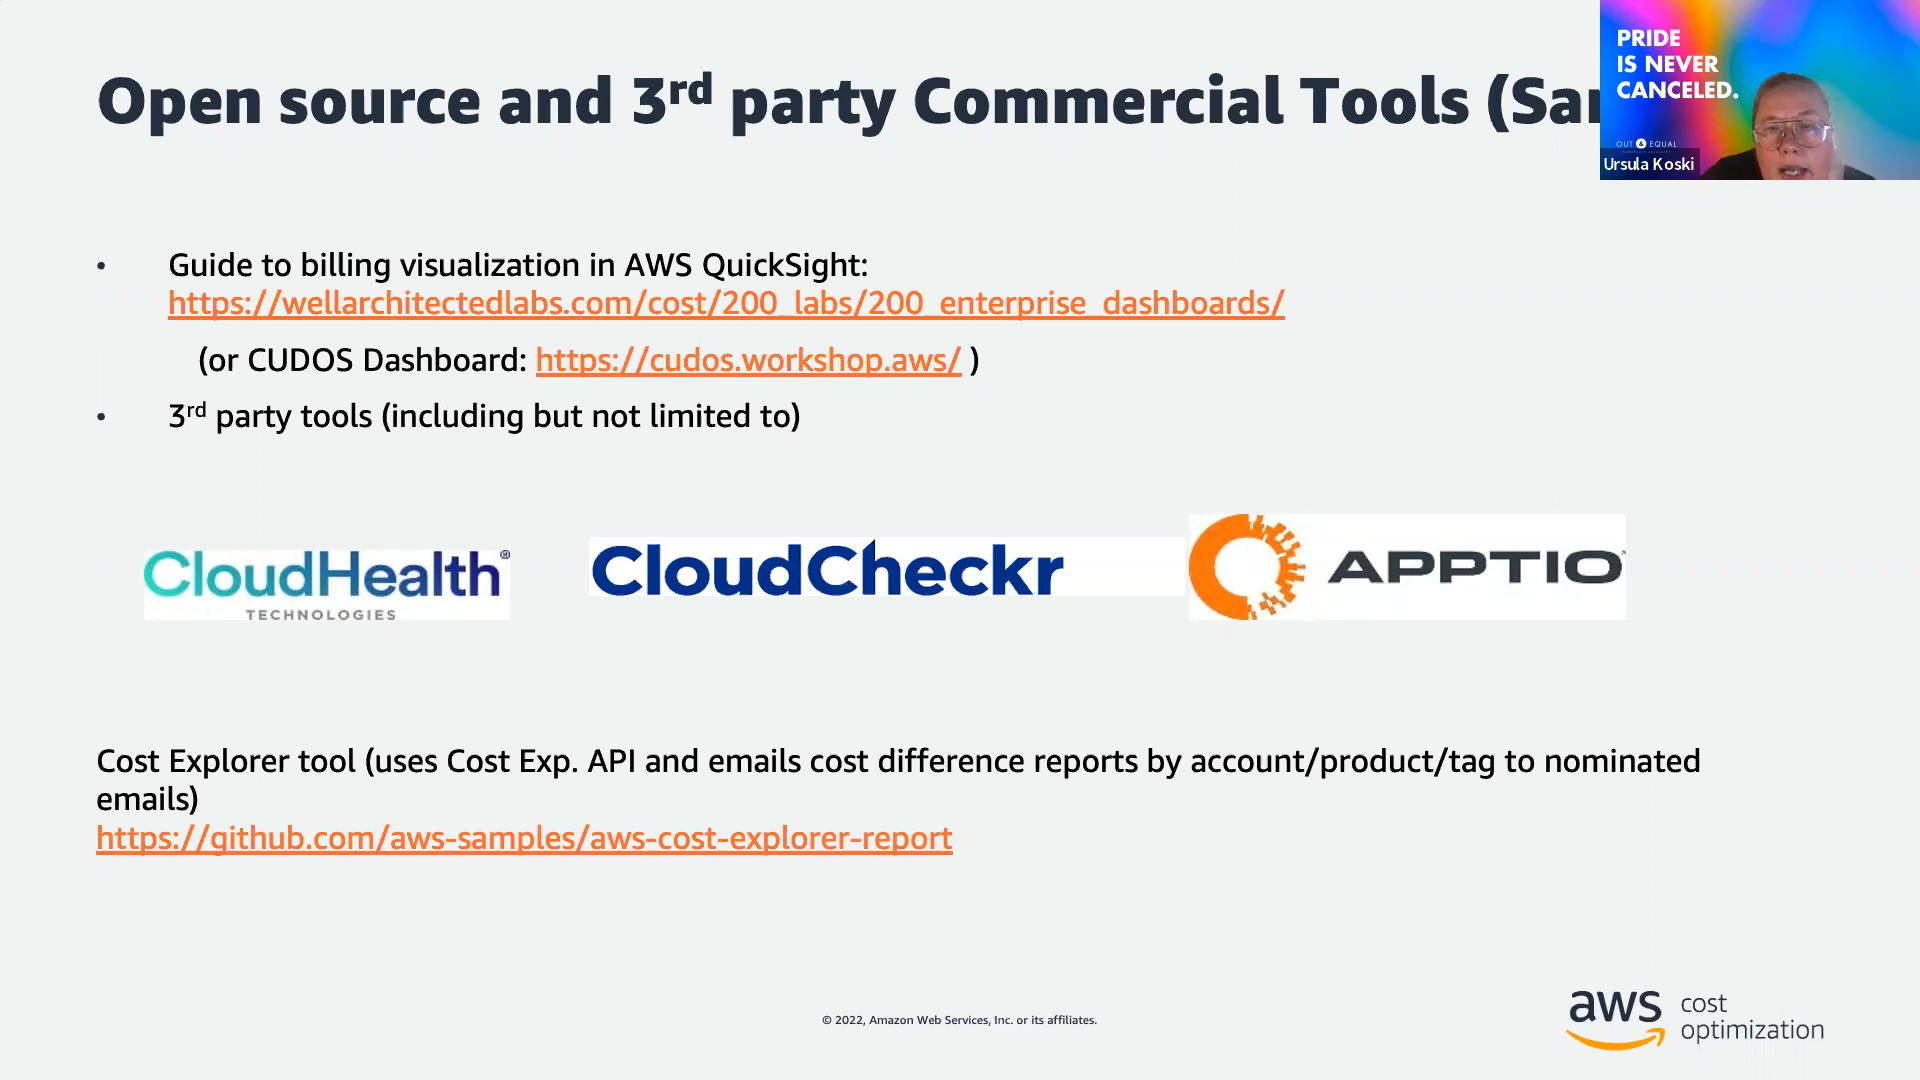 Open source and 3rd party Commercial Tools
PRIDE
IS NEVER
CANCELED.
OUT & EQUAL
Ursula Koski
• Guide to billing visualization in AWS QuickSight:
https://wellarchitectedlabs.com/cost/200_labs/200_enterprise_dashboards/
(or CUDOS Dashboard: https://cudos.workshop.aws/ )
• 3rd party tools (including but not limited to)
CloudHealth
TECHNOLOGIES
CloudCheckr
APPTIO
Cost Explorer tool (uses Cost Exp. API and emails cost difference reports by account/product/tag to nominated
emails)
https://github.com/aws-samples/aws-cost-explorer-report
© 2022, Amazon Web Services, Inc. or its affiliates.
aws cost
optimization